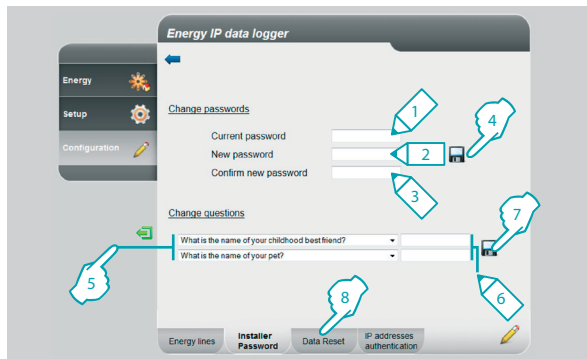 Energy IP data logger
Energy
Setup
Configuration
Change passwords
Current password
New password
Confirm new password
1
2
3
4
Change questions
What is the name of your childhood best friend?
What is the name of your pet?
5
6
7
8
Energy lines
Installer
Password
Data Reset
IP addresses
authentication